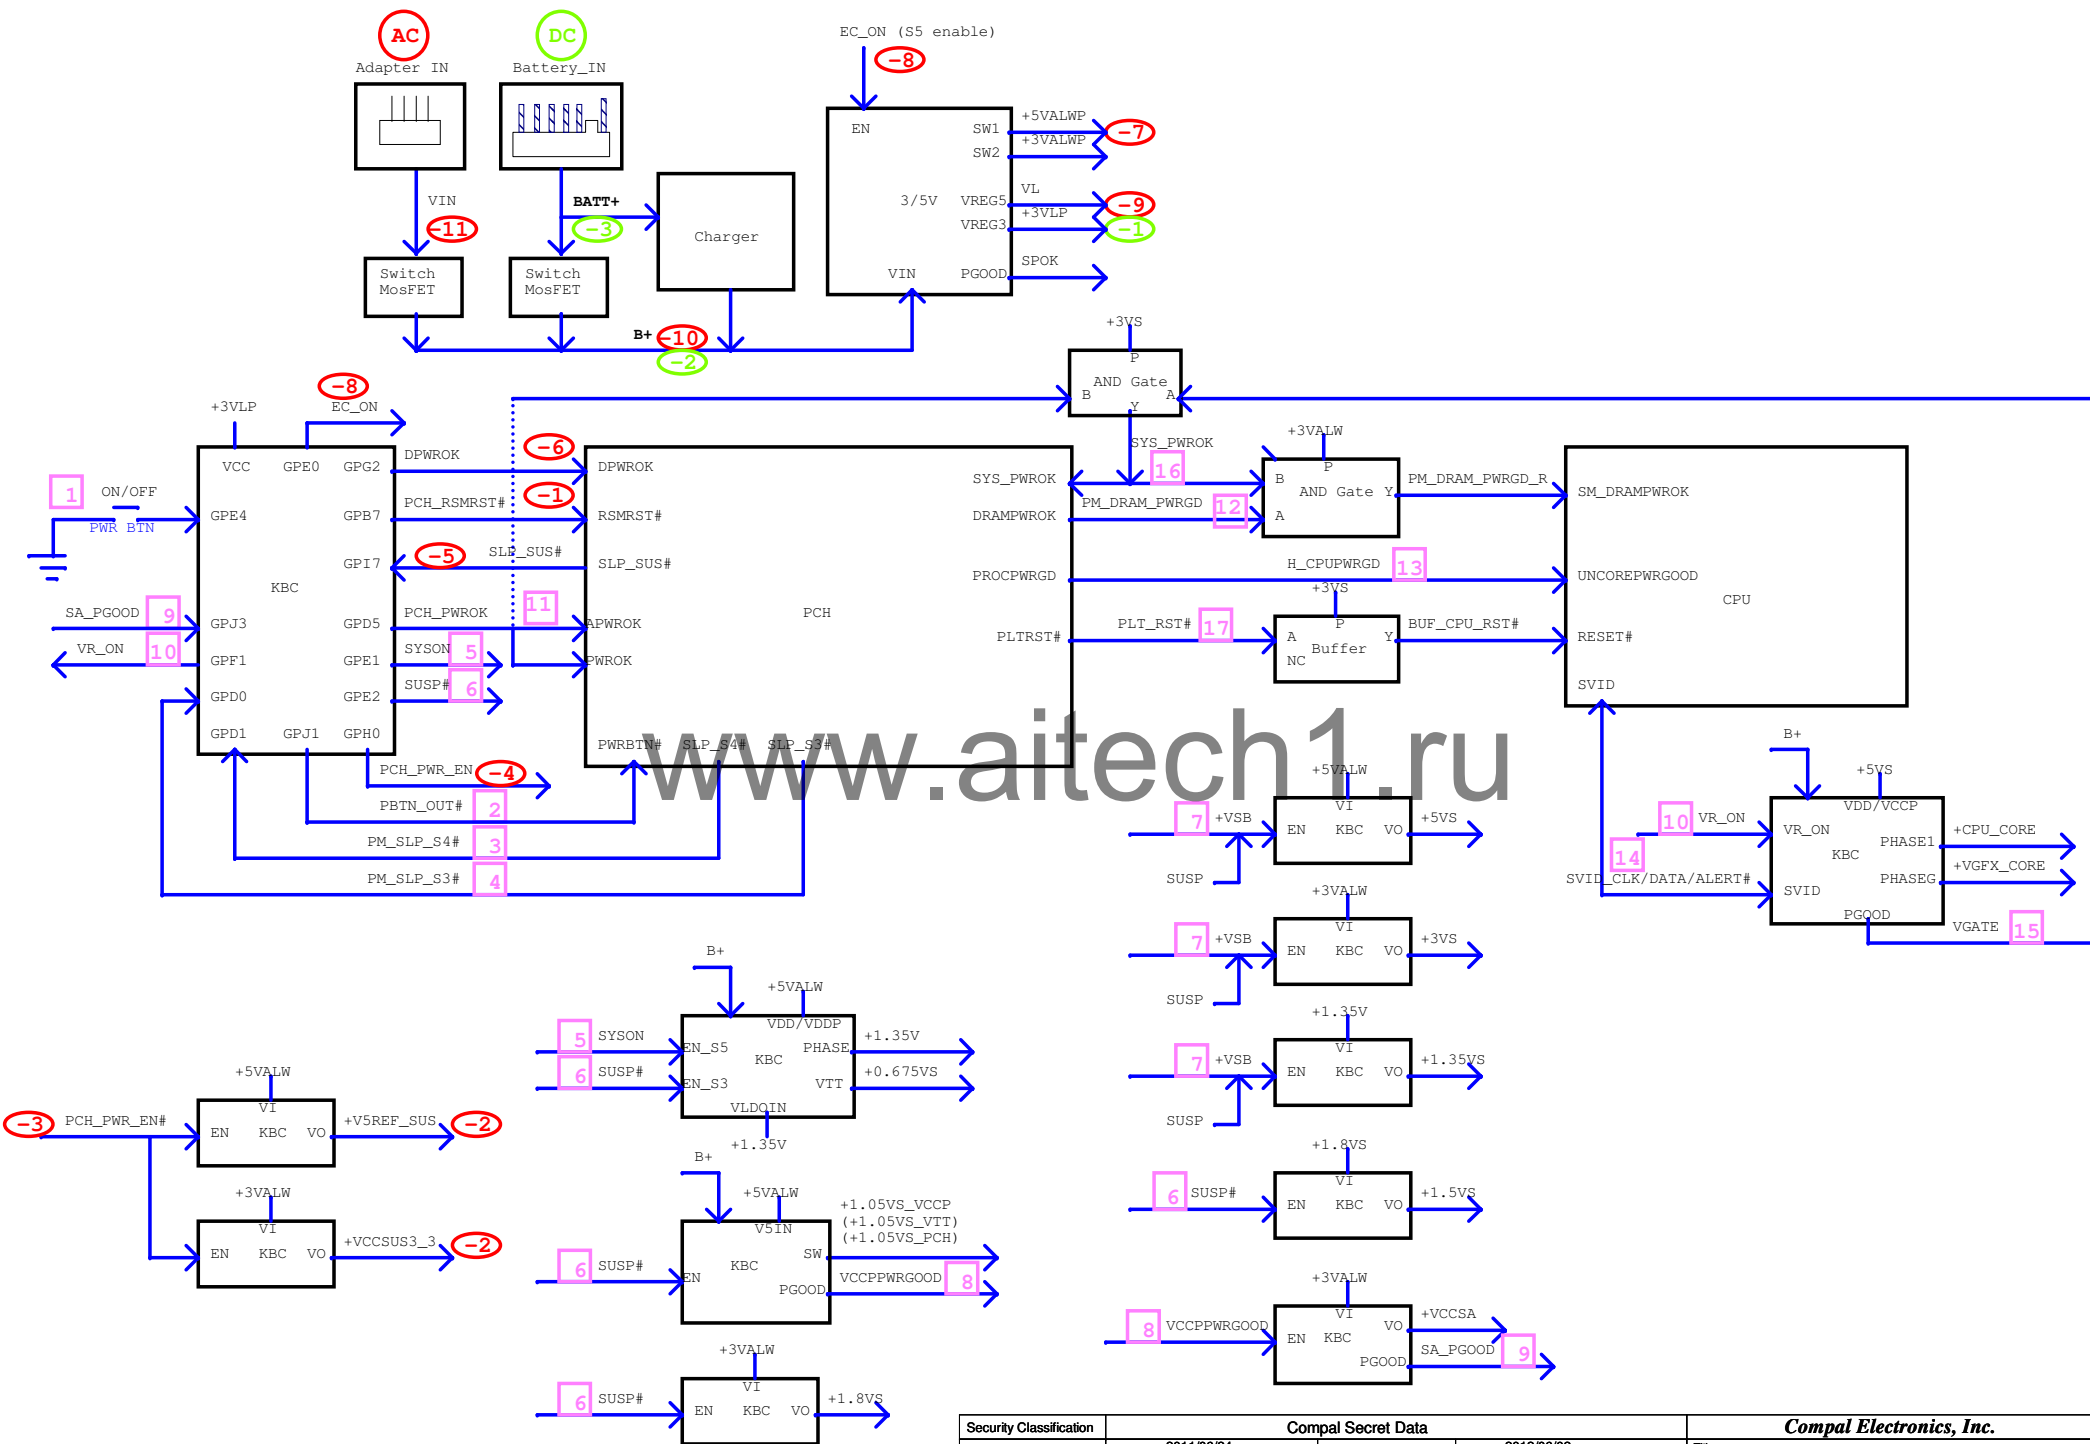 AC
DC
Adapter IN
Battery_IN
VIN
-11
BATT+
-3
Switch
MosFET
Switch
MosFET
Charger
B+
-10
-2
EC_ON (S5 enable)
-8
EN
SW1
+5VALWP
-7
SW2
+3VALWP
3/5V
VREG5
VL
-9
VREG3
+3VLP
-1
VIN
PGOOD
SPOK
+3VS
P
AND Gate
B
A
Y
-8
+3VLP
EC_ON
VCC
GPE0
GPG2
DPWROK
-6
DPWROK
1
ON/OFF
PWR BTN
GPE4
GPB7
PCH_RSMRST#
-1
RSMRST#
GPI7
-5
SLP_SUS#
SLP_SUS#
KBC
SA_PGOOD
9
GPJ3
GPD5
PCH_PWROK
11
APWROK
VR_ON
10
GPF1
GPE1
SYSON
5
PWROK
GPD0
GPE2
SUSP#
6
GPD1
GPJ1
GPH0
PCH
PWRBTN#
SLP_S4#
SLP_S3#
PCH_PWR_EN
-4
PBTN_OUT#
2
PM_SLP_S4#
3
PM_SLP_S3#
4
SYS_PWROK
SYS_PWROK
16
DRAMPWROK
PM_DRAM_PWRGD
12
+3VALW
P
B
AND Gate
Y
A
PM_DRAM_PWRGD_R
SM_DRAMPWROK
PROCPWRGD
H_CPUPWRGD
13
UNCOREPWRGOOD
CPU
+3VS
PLTRST#
PLT_RST#
17
A
P
Y
Buffer
NC
BUF_CPU_RST#
RESET#
SVID
www.aitech1.ru
+5VALW
7
+VSB
VI
EN
KBC
VO
+5VS
SUSP
+3VALW
7
+VSB
VI
EN
KBC
VO
+3VS
SUSP
+1.35V
7
+VSB
VI
EN
KBC
VO
+1.35VS
SUSP
+1.8VS
6
SUSP#
VI
EN
KBC
VO
+1.5VS
+3VALW
8
VCCPPWRGOOD
VI
EN
KBC
VO
+VCCSA
PGOOD
SA_PGOOD
9
B+
+5VS
VDD/VCCP
10
VR_ON
VR_ON
KBC
PHASE1
+CPU_CORE
14
PHASEG
+VGFX_CORE
SVID_CLK/DATA/ALERT#
SVID
PGOOD
VGATE
15
B+
+5VALW
VDD/VDDP
5
SYSON
EN_S5
KBC
PHASE
+1.35V
6
SUSP#
EN_S3
VTT
+0.675VS
VLDOIN
+1.35V
-3
PCH_PWR_EN#
+5VALW
VI
EN
KBC
VO
+V5REF_SUS
-2
+3VALW
VI
EN
KBC
VO
+VCCSUS3_3
-2
B+
+5VALW
V5IN
+1.05VS_VCCP
(+1.05VS_VTT)
(+1.05VS_PCH)
6
SUSP#
EN
KBC
SW
PGOOD
VCCPPWRGOOD
8
+3VALW
6
SUSP#
VI
EN
KBC
VO
+1.8VS
Security Classification
Compal Secret Data
Compal Electronics, Inc.